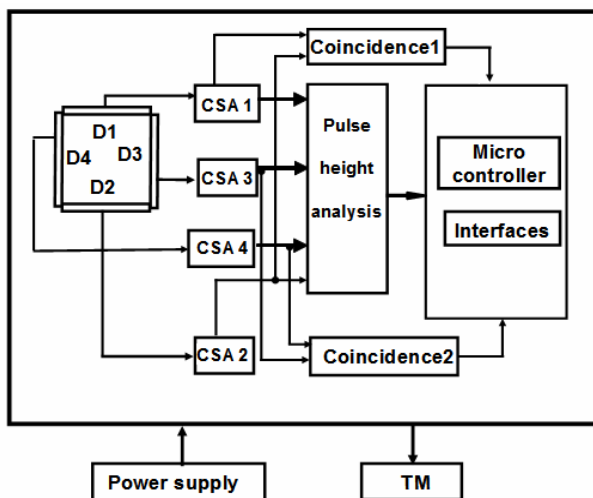 Coincidence1
CSA 1
D1
D4
D3
D2
Pulse
height
analysis
Micro
controller
CSA 3
Interfaces
CSA 4
CSA 2
Coincidence2
Power supply
TM